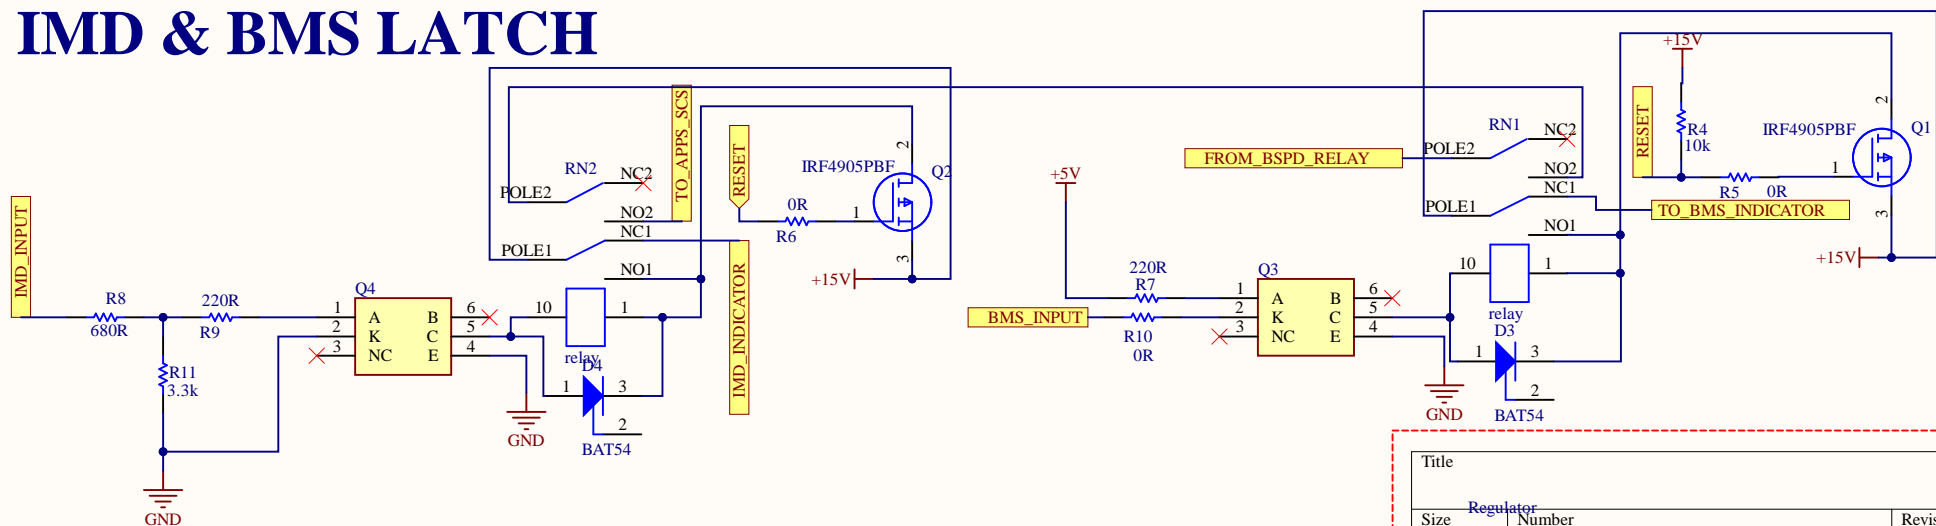 IMD & BMS LATCH
IMD_INPUT
R8
680R
220R
R9
R11
3.3k
GND
Q4
1
2
3
A
K
NC
B
C
E
6
5
4
GND
10
1
relay
D4
1
3
2
BAT54
RN2
POLE2
POLE1
NC2
NO2
NC1
NO1
TO_APPS_SCS
RESET
IMD_INDICATOR
0R
R6
IRF4905PBF
Q2
1
2
3
+15V
+5V
BMS_INPUT
220R
R7
R10
0R
Q3
1
2
3
A
K
NC
B
C
E
6
5
4
GND
FROM_BSPD_RELAY
RN1
POLE2
POLE1
NC2
NO2
NC1
NO1
TO_BMS_INDICATOR
10
1
relay
D3
1
3
2
BAT54
RESET
+15V
R4
10k
R5
0R
IRF4905PBF
Q1
1
2
3
+15V
Title
Regulator
Size
Number
Revis